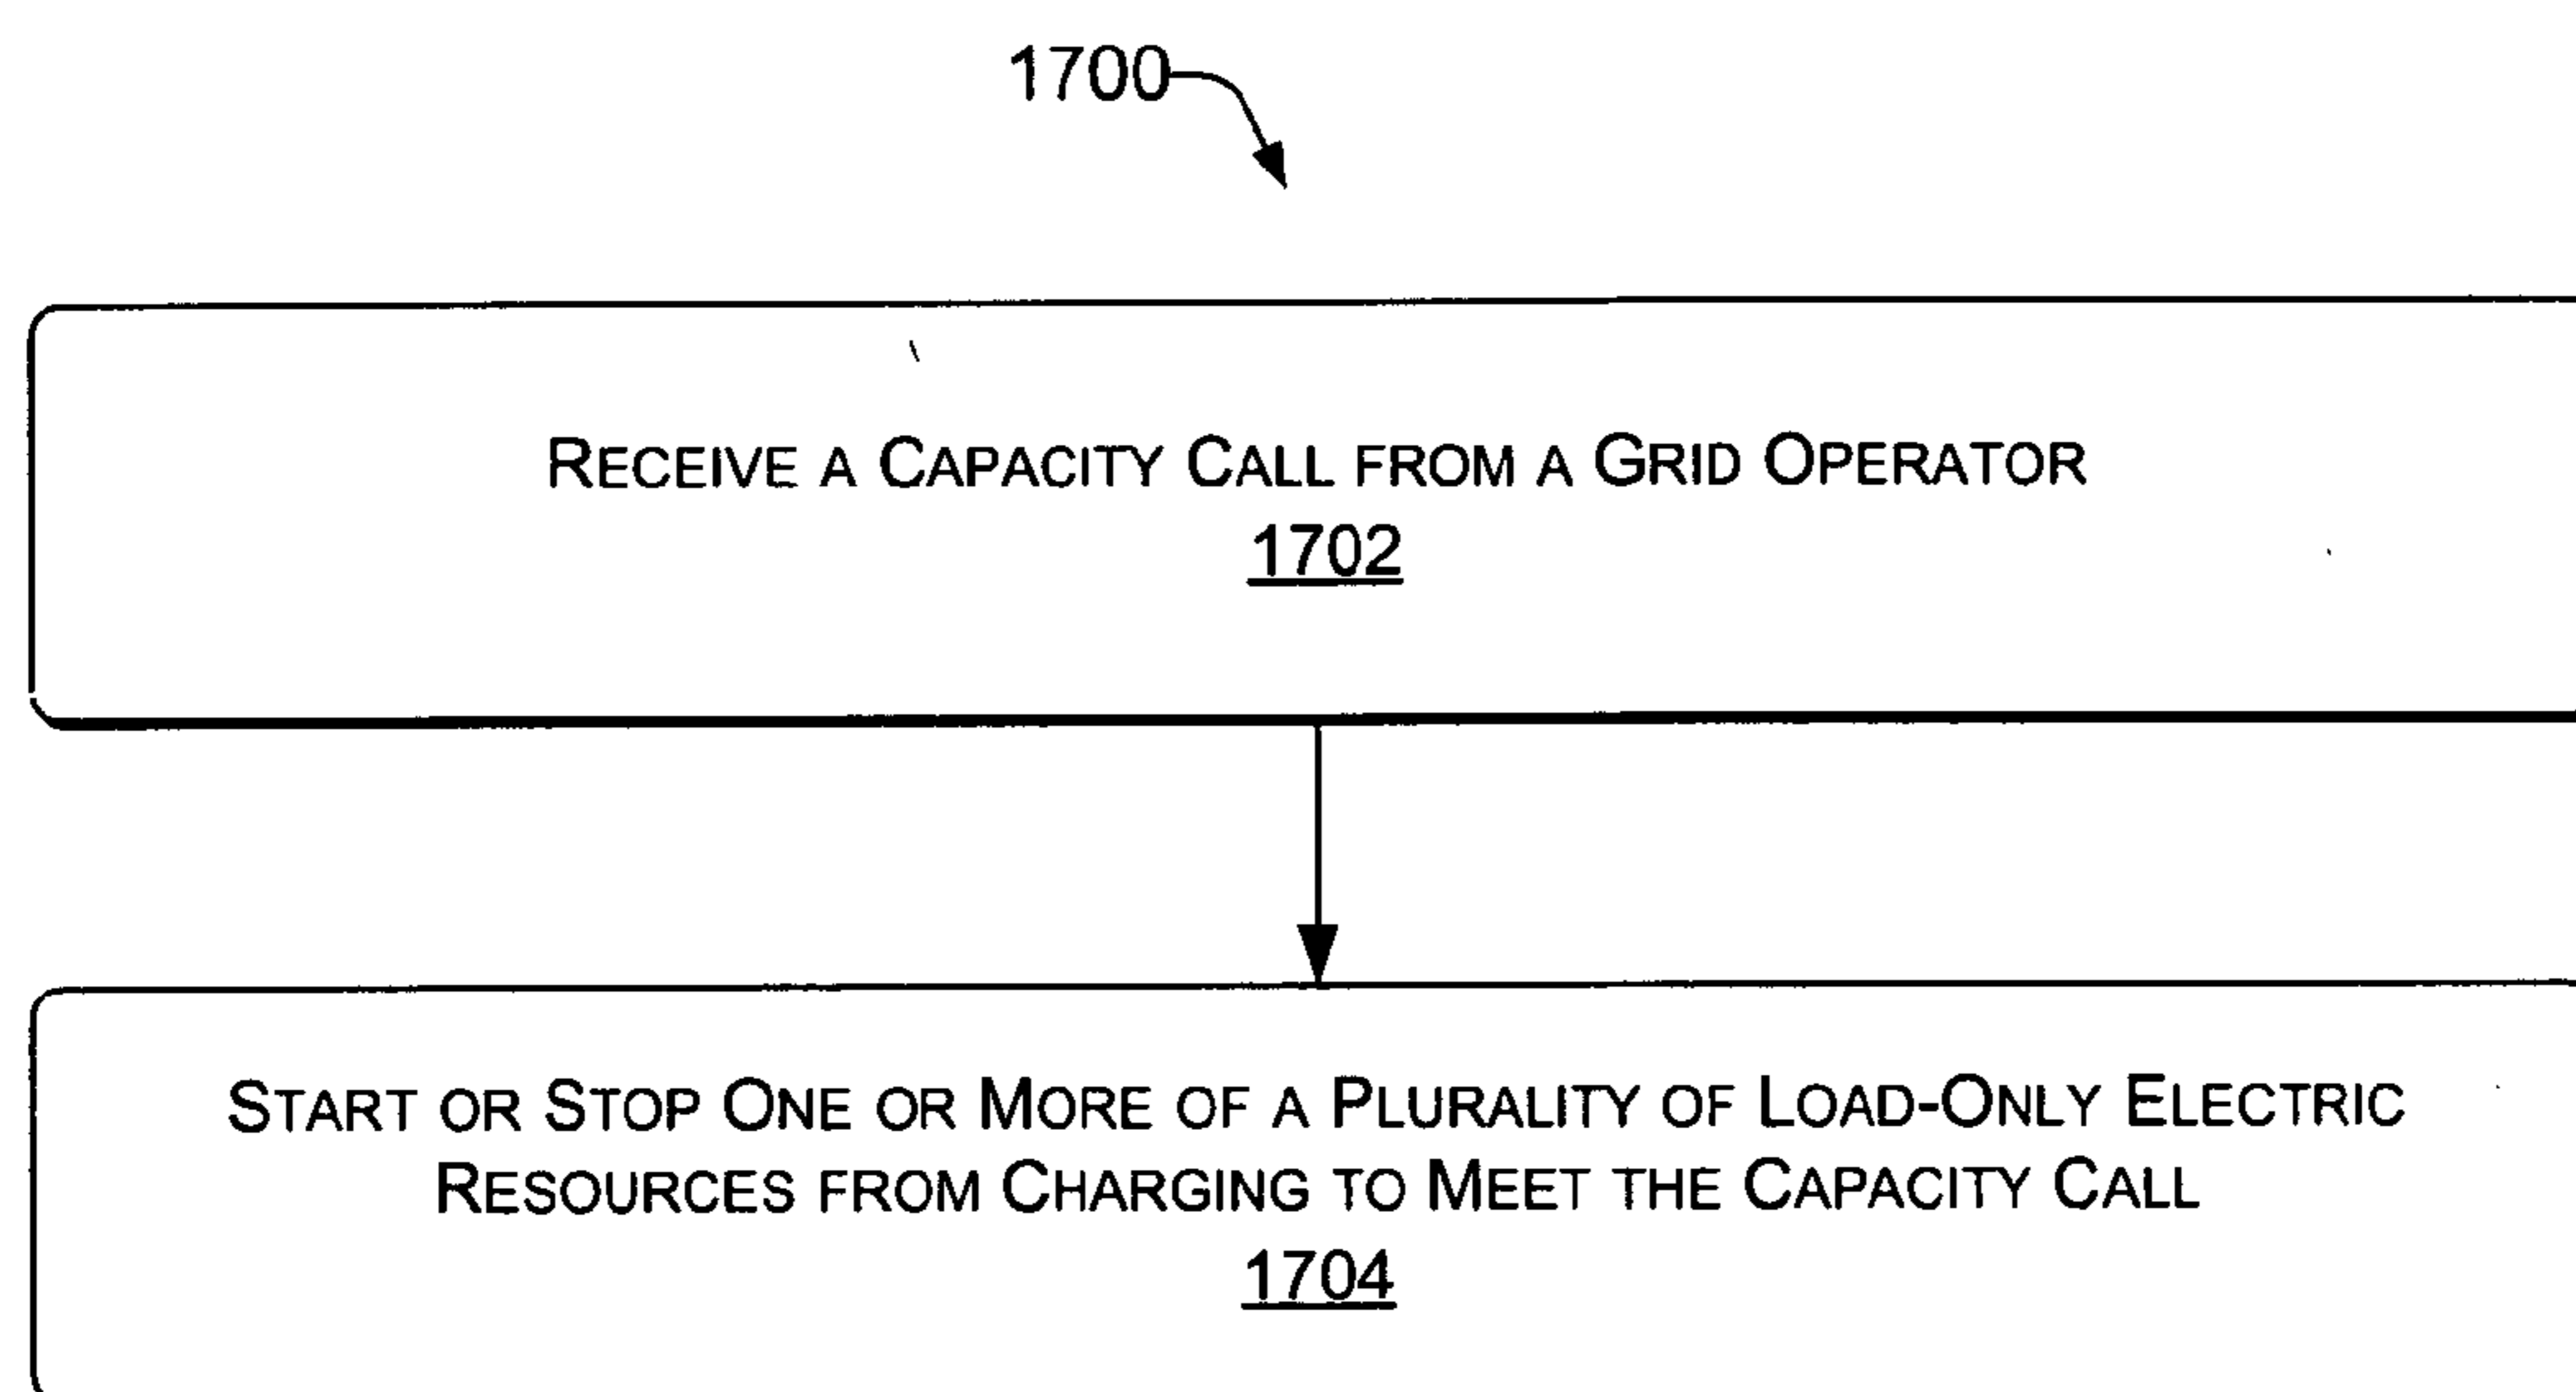 1700
RECEIVE A CAPACITY CALL FROM A GRID OPERATOR
1702
START OR STOP ONE OR MORE OF A PLURALITY OF LOAD-ONLY ELECTRIC
RESOURCES FROM CHARGING TO MEET THE CAPACITY CALL
1704